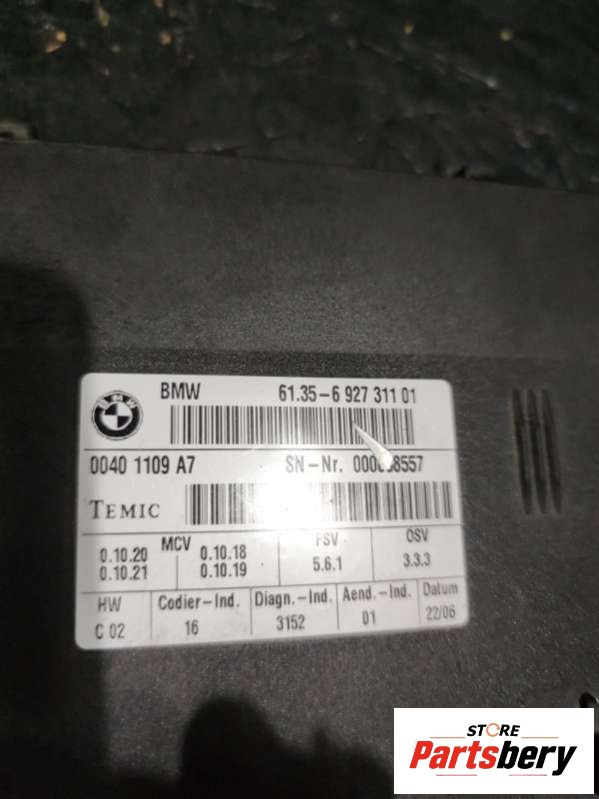 BMW 61.35-6 927 311 01
0040 1109 A7 SN-Nr.
TEMIC
MCV FSV OSV
0.10.20 0.10.18 5.6.1 3.3.3
0.10.21 0.10.19
HW Codier-Ind. Diagn.-Ind. Aend.-Ind. Datum
C 02 16 3152 01 22/06
STORE
Partsbery